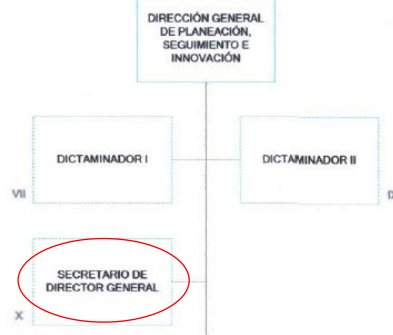 DIRECCIÓN GENERAL
DE PLANEACIÓN,
SEGUIMIENTO E
INNOVACIÓN
DICTAMINADOR I
DICTAMINADOR II
VII
SECRETARIO DE
DIRECTOR GENERAL
X